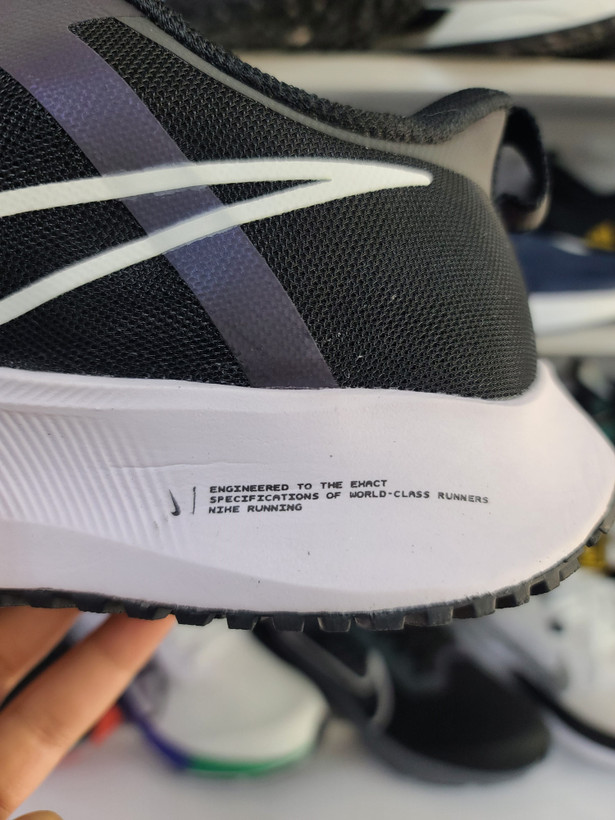 ENGINEERED TO THE EXACT
SPECIFICATIONS OF WORLD-CLASS RUNNERS
NIKE RUNNING